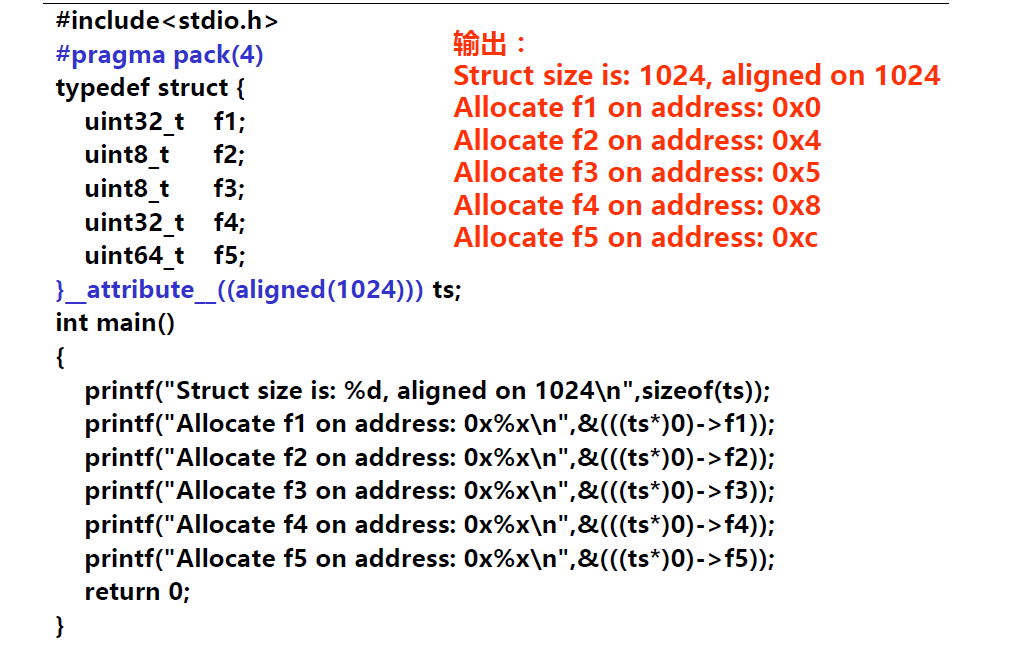 #include<stdio.h>
#pragma pack(4)
typedef struct {
    uint32_t    f1;
    uint8_t      f2;
    uint8_t      f3;
    uint32_t    f4;
    uint64_t    f5;
}__attribute__((aligned(1024))) ts;
int main()
{
    printf("Struct size is: %d, aligned on 1024\n",sizeof(ts));
    printf("Allocate f1 on address: 0x%x\n",&(((ts*)0)->f1));
    printf("Allocate f2 on address: 0x%x\n",&(((ts*)0)->f2));
    printf("Allocate f3 on address: 0x%x\n",&(((ts*)0)->f3));
    printf("Allocate f4 on address: 0x%x\n",&(((ts*)0)->f4));
    printf("Allocate f5 on address: 0x%x\n",&(((ts*)0)->f5));
    return 0;
}
输出：
Struct size is: 1024, aligned on 1024
Allocate f1 on address: 0x0
Allocate f2 on address: 0x4
Allocate f3 on address: 0x5
Allocate f4 on address: 0x8
Allocate f5 on address: 0xc